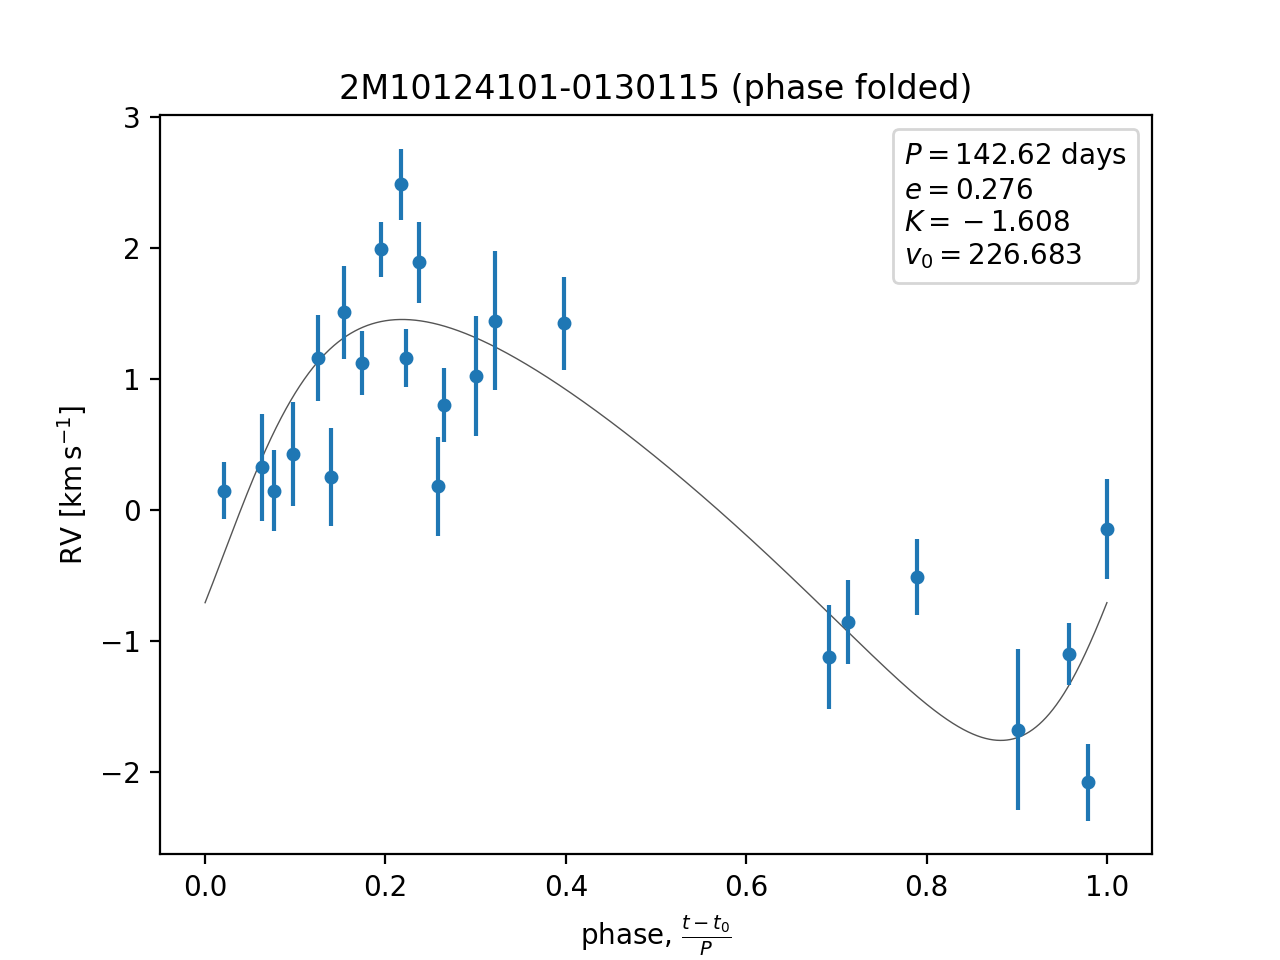 2M10124101-0130115 (phase folded)
P = 142.62 days
e = 0.276
K = −1.608
v₀ = 226.683
RV [km s⁻¹]
3
2
1
0
−1
−2
0.0 0.2 0.4 0.6 0.8 1.0
phase, (t − t₀)/P